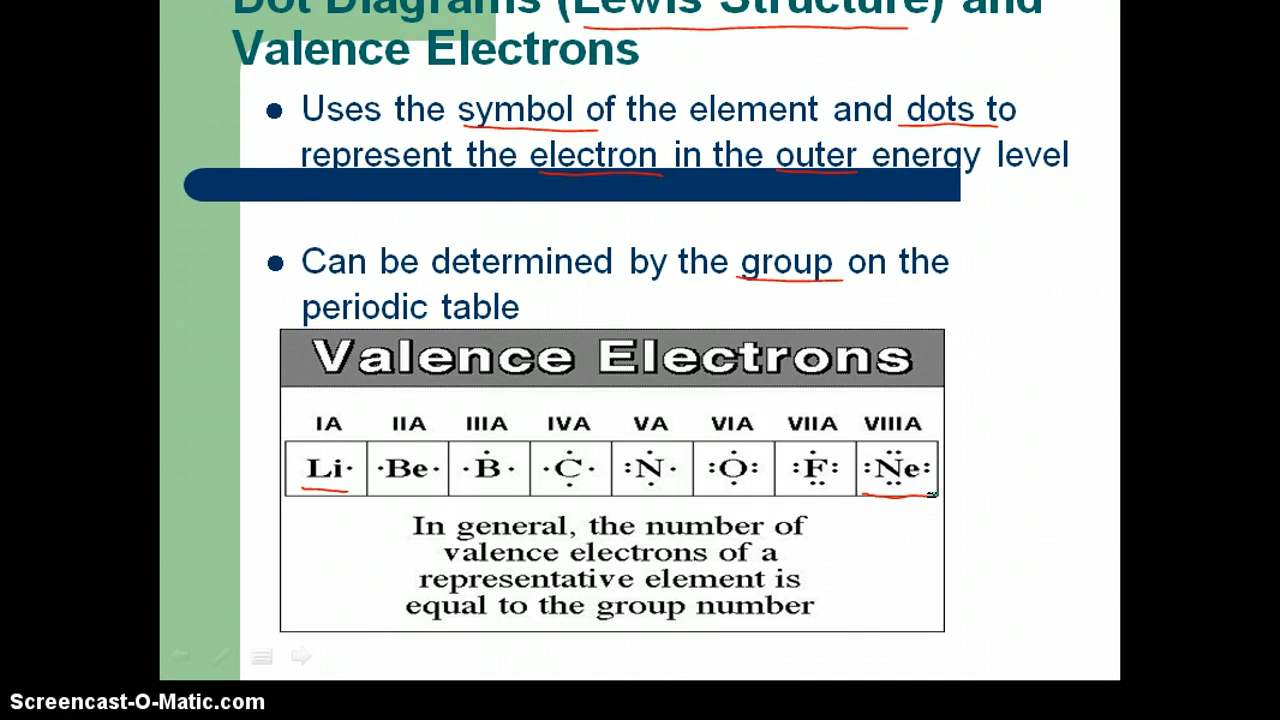 Dot Diagrams (Lewis Structure) and
Valence Electrons
Uses the symbol of the element and dots to
represent the electron in the outer energy level
Can be determined by the group on the
periodic table
Valence Electrons
IA IIA IIIA IVA VA VIA VIIA VIIIA
Li Be B C N O F Ne
In general, the number of
valence electrons of a
representative element is
equal to the group number
Screencast-O-Matic.com